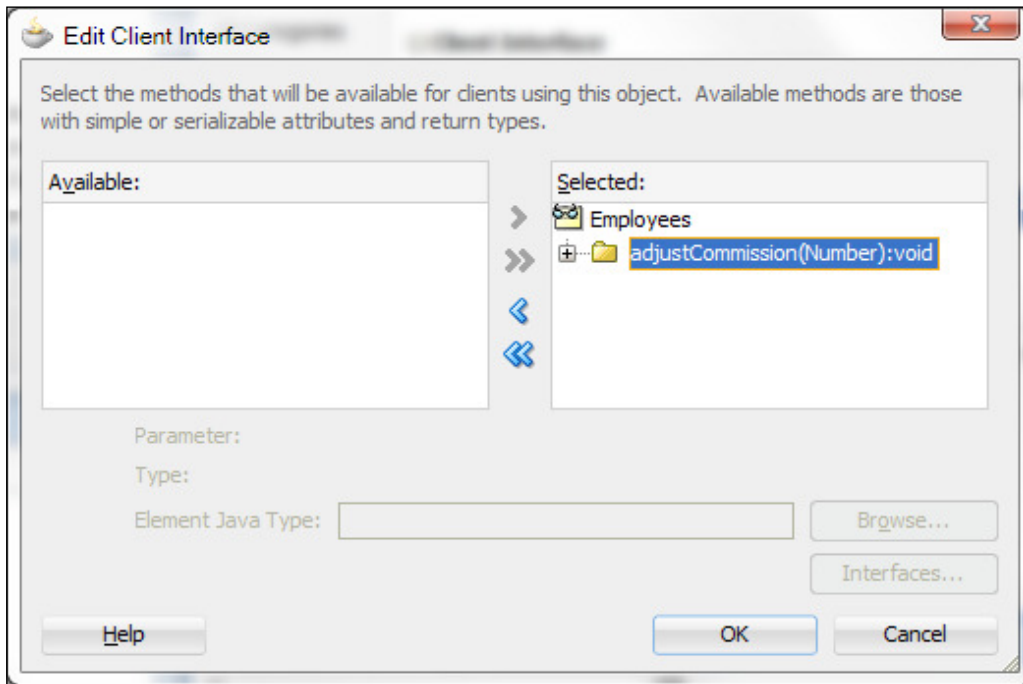 Edit Client Interface
Select the methods that will be available for clients using this object.  Available methods are those
with simple or serializable attributes and return types.
Available:
Selected:
Employees
adjustCommission(Number):void
Parameter:
Type:
Element Java Type:
Browse...
Interfaces...
Help
OK
Cancel